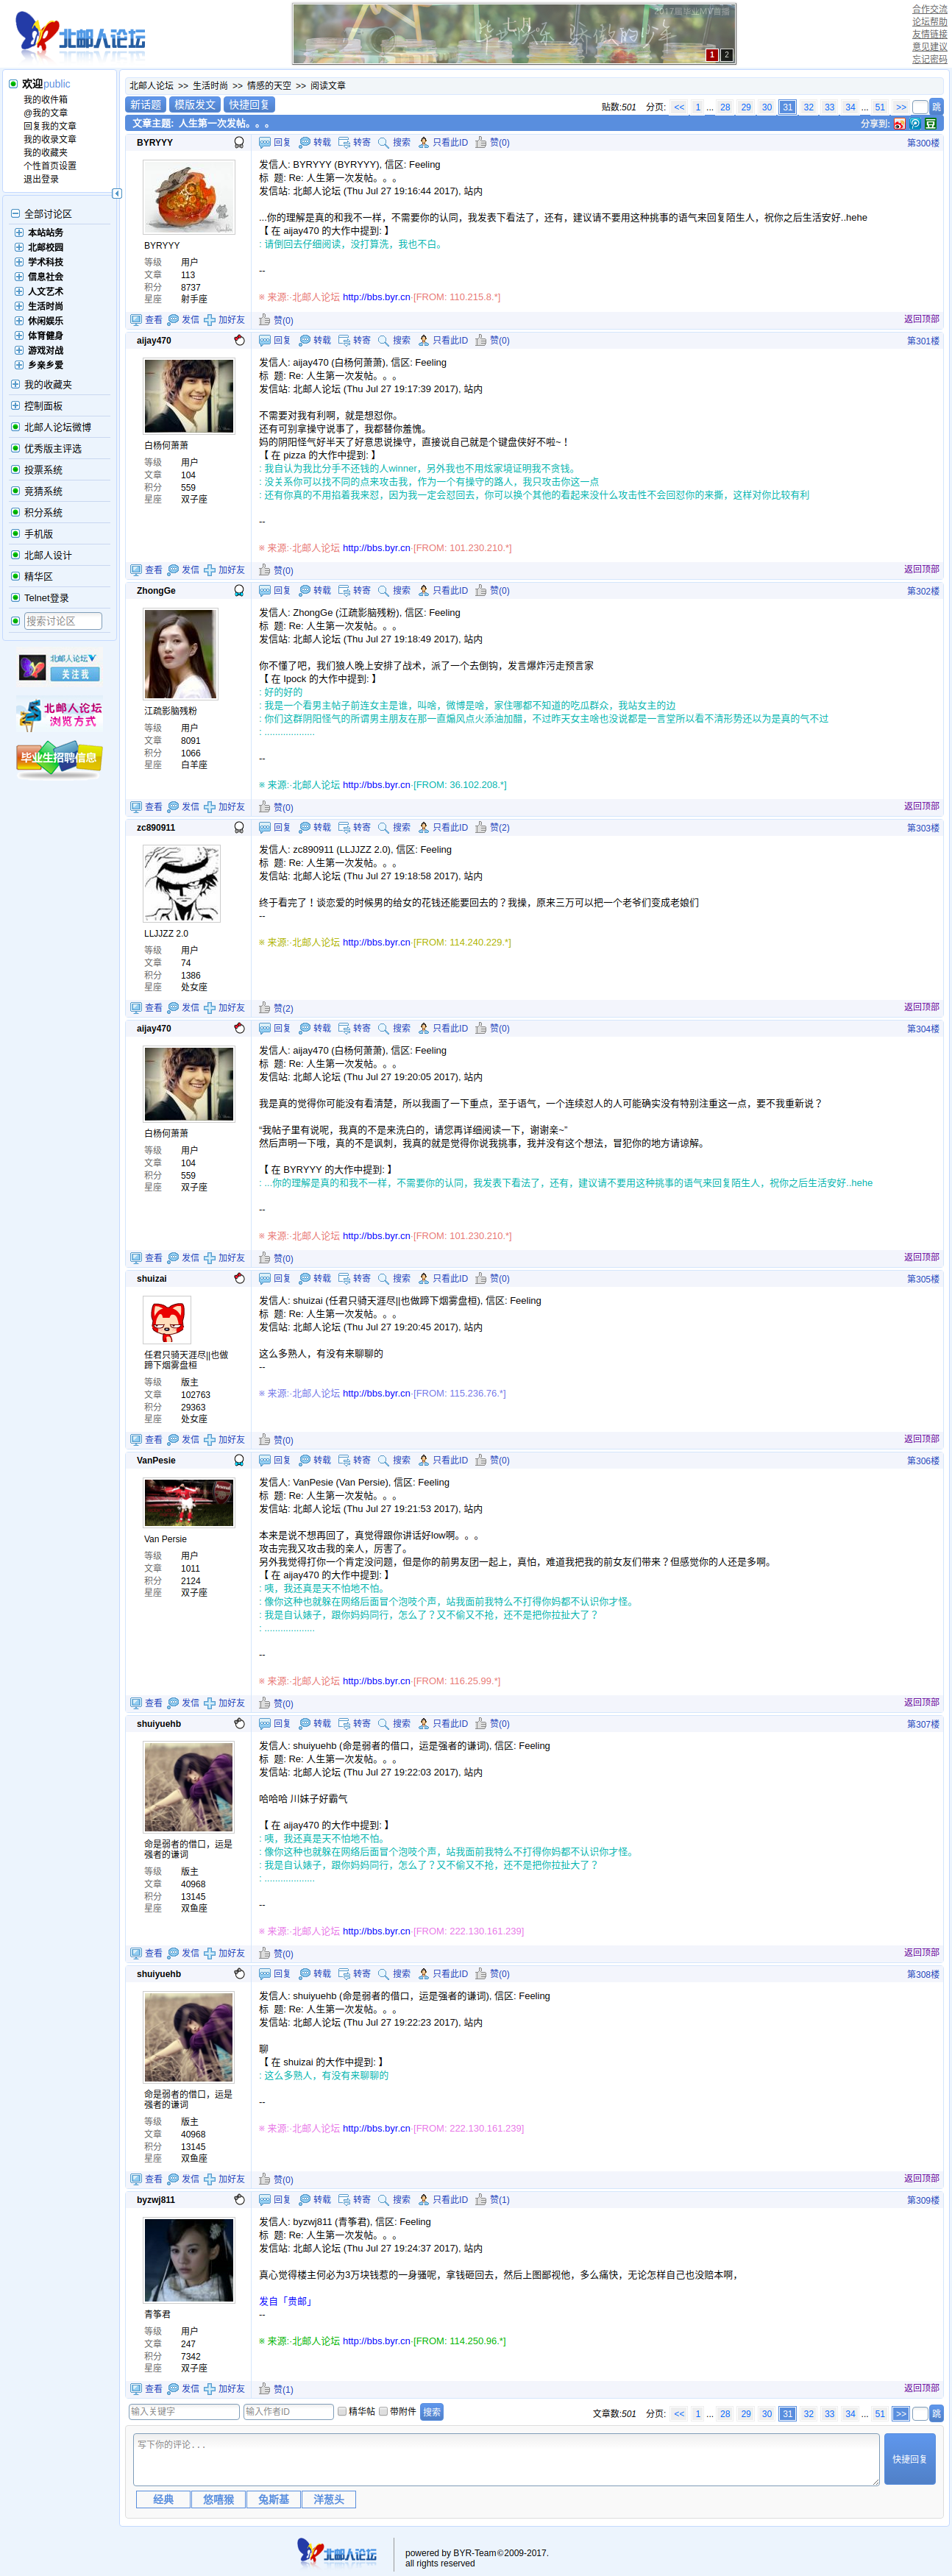 北邮人论坛
2017届毕业MV首播
七月
毕业快乐 骄傲的少年
1 2
合作交流
论坛帮助
友情链接
意见建议
忘记密码
欢迎public
我的收件箱
@我的文章
回复我的文章
我的收录文章
我的收藏夹
个性首页设置
退出登录
全部讨论区
本站站务
北邮校园
学术科技
信息社会
人文艺术
生活时尚
休闲娱乐
体育健身
游戏对战
乡亲乡爱
我的收藏夹
控制面板
北邮人论坛微博
优秀版主评选
投票系统
竞猜系统
积分系统
手机版
北邮人设计
精华区
Telnet登录
搜索讨论区
北邮人论坛V
关注我
北邮人论坛
浏览方式
毕业生招聘信息
北邮人论坛 >> 生活时尚 >> 情感的天空 >> 阅读文章
新话题 模版发文 快捷回复
贴数:501 分页: << 1 ... 28 29 30 31 32 33 34 ... 51 >> 跳
文章主题: 人生第一次发帖。。。 分享到: 豆
BYRYYY 回复 转载 转寄 搜索 只看此ID 赞(0) 第300楼
发信人: BYRYYY (BYRYYY), 信区: Feeling
标 题: Re: 人生第一次发帖。。。
发信站: 北邮人论坛 (Thu Jul 27 19:16:44 2017), 站内
...你的理解是真的和我不一样，不需要你的认同，我发表下看法了，还有，建议请不要用这种挑事的语气来回复陌生人，祝你之后生活安好..hehe
【 在 aijay470 的大作中提到: 】
: 请倒回去仔细阅读，没打算洗，我也不白。
--
※ 来源:·北邮人论坛 http://bbs.byr.cn·[FROM: 110.215.8.*]
BYRYYY
等级 用户
文章 113
积分 8737
星座 射手座
查看 发信 加好友 赞(0) 返回顶部
aijay470 回复 转载 转寄 搜索 只看此ID 赞(0) 第301楼
发信人: aijay470 (白杨何萧萧), 信区: Feeling
标 题: Re: 人生第一次发帖。。。
发信站: 北邮人论坛 (Thu Jul 27 19:17:39 2017), 站内
不需要对我有利啊，就是想怼你。
还有可别拿操守说事了，我都替你羞愧。
妈的阴阳怪气好半天了好意思说操守，直接说自己就是个键盘侠好不啦~！
【 在 pizza 的大作中提到: 】
: 我自认为我比分手不还钱的人winner，另外我也不用炫家境证明我不贪钱。
: 没关系你可以找不同的点来攻击我，作为一个有操守的路人，我只攻击你这一点
: 还有你真的不用掐着我来怼，因为我一定会怼回去，你可以换个其他的看起来没什么攻击性不会回怼你的来撕，这样对你比较有利
--
※ 来源:·北邮人论坛 http://bbs.byr.cn·[FROM: 101.230.210.*]
白杨何萧萧
等级 用户
文章 104
积分 559
星座 双子座
查看 发信 加好友 赞(0) 返回顶部
ZhongGe 回复 转载 转寄 搜索 只看此ID 赞(0) 第302楼
发信人: ZhongGe (江疏影脑残粉), 信区: Feeling
标 题: Re: 人生第一次发帖。。。
发信站: 北邮人论坛 (Thu Jul 27 19:18:49 2017), 站内
你不懂了吧，我们狼人晚上安排了战术，派了一个去倒钩，发言爆炸污走预言家
【 在 lpock 的大作中提到: 】
: 好的好的
: 我是一个看男主帖子前连女主是谁，叫啥，微博是啥，家住哪都不知道的吃瓜群众，我站女主的边
: 你们这群阴阳怪气的所谓男主朋友在那一直煽风点火添油加醋，不过昨天女主啥也没说都是一言堂所以看不清形势还以为是真的气不过
: ...................
--
※ 来源:·北邮人论坛 http://bbs.byr.cn·[FROM: 36.102.208.*]
江疏影脑残粉
等级 用户
文章 8091
积分 1066
星座 白羊座
查看 发信 加好友 赞(0) 返回顶部
zc890911 回复 转载 转寄 搜索 只看此ID 赞(2) 第303楼
发信人: zc890911 (LLJJZZ 2.0), 信区: Feeling
标 题: Re: 人生第一次发帖。。。
发信站: 北邮人论坛 (Thu Jul 27 19:18:58 2017), 站内
终于看完了！谈恋爱的时候男的给女的花钱还能要回去的？我操，原来三万可以把一个老爷们变成老娘们
--
※ 来源:·北邮人论坛 http://bbs.byr.cn·[FROM: 114.240.229.*]
LLJJZZ 2.0
等级 用户
文章 74
积分 1386
星座 处女座
查看 发信 加好友 赞(2) 返回顶部
aijay470 回复 转载 转寄 搜索 只看此ID 赞(0) 第304楼
发信人: aijay470 (白杨何萧萧), 信区: Feeling
标 题: Re: 人生第一次发帖。。。
发信站: 北邮人论坛 (Thu Jul 27 19:20:05 2017), 站内
我是真的觉得你可能没有看清楚，所以我画了一下重点，至于语气，一个连续怼人的人可能确实没有特别注重这一点，要不我重新说？
“我帖子里有说呢，我真的不是来洗白的，请您再详细阅读一下，谢谢亲~”
然后声明一下哦，真的不是讽刺，我真的就是觉得你说我挑事，我并没有这个想法，冒犯你的地方请谅解。
【 在 BYRYYY 的大作中提到: 】
: ...你的理解是真的和我不一样，不需要你的认同，我发表下看法了，还有，建议请不要用这种挑事的语气来回复陌生人，祝你之后生活安好..hehe
--
※ 来源:·北邮人论坛 http://bbs.byr.cn·[FROM: 101.230.210.*]
白杨何萧萧
等级 用户
文章 104
积分 559
星座 双子座
查看 发信 加好友 赞(0) 返回顶部
shuizai 回复 转载 转寄 搜索 只看此ID 赞(0) 第305楼
发信人: shuizai (任君只骑天涯尽||也做蹄下烟雾盘桓), 信区: Feeling
标 题: Re: 人生第一次发帖。。。
发信站: 北邮人论坛 (Thu Jul 27 19:20:45 2017), 站内
这么多熟人，有没有来聊聊的
--
※ 来源:·北邮人论坛 http://bbs.byr.cn·[FROM: 115.236.76.*]
任君只骑天涯尽||也做
蹄下烟雾盘桓
等级 版主
文章 102763
积分 29363
星座 处女座
查看 发信 加好友 赞(0) 返回顶部
VanPesie 回复 转载 转寄 搜索 只看此ID 赞(0) 第306楼
发信人: VanPesie (Van Persie), 信区: Feeling
标 题: Re: 人生第一次发帖。。。
发信站: 北邮人论坛 (Thu Jul 27 19:21:53 2017), 站内
本来是说不想再回了，真觉得跟你讲话好low啊。。。
攻击完我又攻击我的亲人，厉害了。
另外我觉得打你一个肯定没问题，但是你的前男友团一起上，真怕，难道我把我的前女友们带来？但感觉你的人还是多啊。
【 在 aijay470 的大作中提到: 】
: 咦，我还真是天不怕地不怕。
: 像你这种也就躲在网络后面冒个泡吱个声，站我面前我特么不打得你妈都不认识你才怪。
: 我是自认婊子，跟你妈妈同行，怎么了？又不偷又不抢，还不是把你拉扯大了？
: ...................
--
※ 来源:·北邮人论坛 http://bbs.byr.cn·[FROM: 116.25.99.*]
Van Persie
等级 用户
文章 1011
积分 2124
星座 双子座
查看 发信 加好友 赞(0) 返回顶部
shuiyuehb 回复 转载 转寄 搜索 只看此ID 赞(0) 第307楼
发信人: shuiyuehb (命是弱者的借口，运是强者的谦词), 信区: Feeling
标 题: Re: 人生第一次发帖。。。
发信站: 北邮人论坛 (Thu Jul 27 19:22:03 2017), 站内
哈哈哈 川妹子好霸气
【 在 aijay470 的大作中提到: 】
: 咦，我还真是天不怕地不怕。
: 像你这种也就躲在网络后面冒个泡吱个声，站我面前我特么不打得你妈都不认识你才怪。
: 我是自认婊子，跟你妈妈同行，怎么了？又不偷又不抢，还不是把你拉扯大了？
: ...................
--
※ 来源:·北邮人论坛 http://bbs.byr.cn·[FROM: 222.130.161.239]
命是弱者的借口，运是
强者的谦词
等级 版主
文章 40968
积分 13145
星座 双鱼座
查看 发信 加好友 赞(0) 返回顶部
shuiyuehb 回复 转载 转寄 搜索 只看此ID 赞(0) 第308楼
发信人: shuiyuehb (命是弱者的借口，运是强者的谦词), 信区: Feeling
标 题: Re: 人生第一次发帖。。。
发信站: 北邮人论坛 (Thu Jul 27 19:22:23 2017), 站内
聊
【 在 shuizai 的大作中提到: 】
: 这么多熟人，有没有来聊聊的
--
※ 来源:·北邮人论坛 http://bbs.byr.cn·[FROM: 222.130.161.239]
命是弱者的借口，运是
强者的谦词
等级 版主
文章 40968
积分 13145
星座 双鱼座
查看 发信 加好友 赞(0) 返回顶部
byzwj811 回复 转载 转寄 搜索 只看此ID 赞(1) 第309楼
发信人: byzwj811 (青筝君), 信区: Feeling
标 题: Re: 人生第一次发帖。。。
发信站: 北邮人论坛 (Thu Jul 27 19:24:37 2017), 站内
真心觉得楼主何必为3万块钱惹的一身骚呢，拿钱砸回去，然后上图鄙视他，多么痛快，无论怎样自己也没赔本啊，
发自「贵邮」
--
※ 来源:·北邮人论坛 http://bbs.byr.cn·[FROM: 114.250.96.*]
青筝君
等级 用户
文章 247
积分 7342
星座 双子座
查看 发信 加好友 赞(1) 返回顶部
输入关键字 输入作者ID 精华帖 带附件 搜索
文章数:501 分页: << 1 ... 28 29 30 31 32 33 34 ... 51 >> 跳
写下你的评论...
快捷回复
经典 悠嘻猴 兔斯基 洋葱头
北邮人论坛
powered by BYR-Team©2009-2017.
all rights reserved